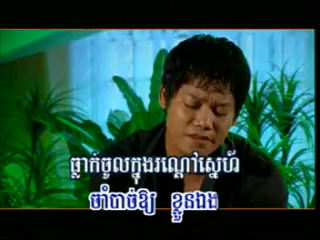 ធ្លាក់ចូលក្នុងរណ្តៅស្នេហ៍
ចាំបាច់ឱ្យ ខ្លួនឯង